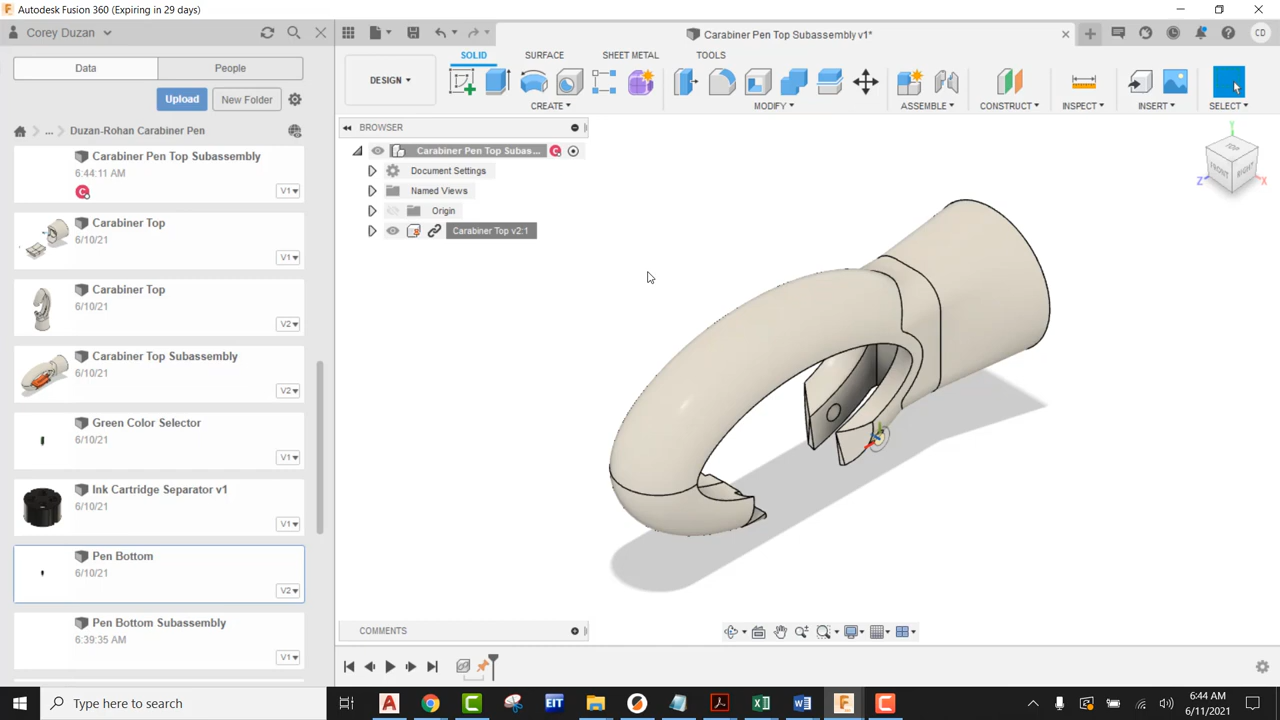 Autodesk Fusion 360 (Expiring in 29 days)
Corey Duzan
Carabiner Pen Top Subassembly v1*
CD
Data
People
Upload
New Folder
... Duzan-Rohan Carabiner Pen
Carabiner Pen Top Subassembly
6:44:11 AM
V1
Carabiner Top
6/10/21
V1
Carabiner Top
6/10/21
V2
Carabiner Top Subassembly
6/10/21
V2
Green Color Selector
6/10/21
V1
Ink Cartridge Separator v1
6/10/21
V1
Pen Bottom
6/10/21
V2
Pen Bottom Subassembly
6:39:35 AM
V1
DESIGN
SOLID
SURFACE
SHEET METAL
TOOLS
CREATE
MODIFY
ASSEMBLE
CONSTRUCT
INSPECT
INSERT
SELECT
BROWSER
Carabiner Pen Top Subas...
Document Settings
Named Views
Origin
Carabiner Top v2:1
Y
TOP
FRONT
RIGHT
Z
X
COMMENTS
Type here to search
EIT
6:44 AM
6/11/2021